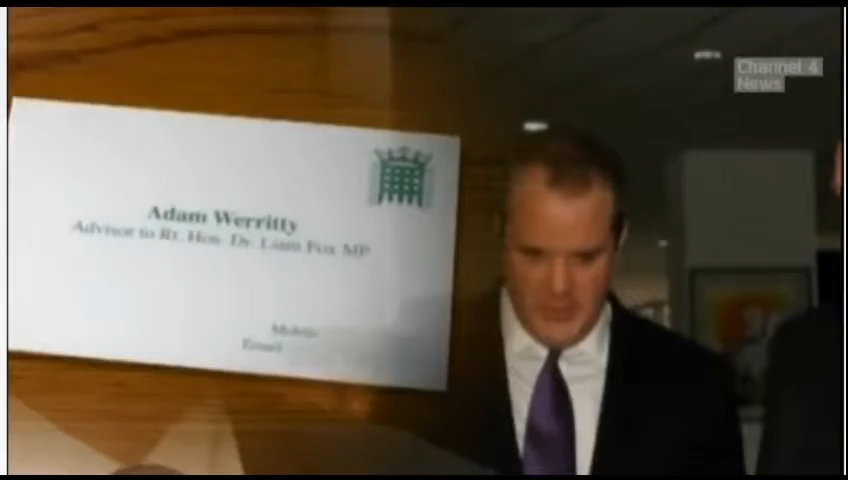 Channel 4
News
Adam Werritty
Advisor to Rt. Hon. Dr. Liam Fox MP
Mobile
Email